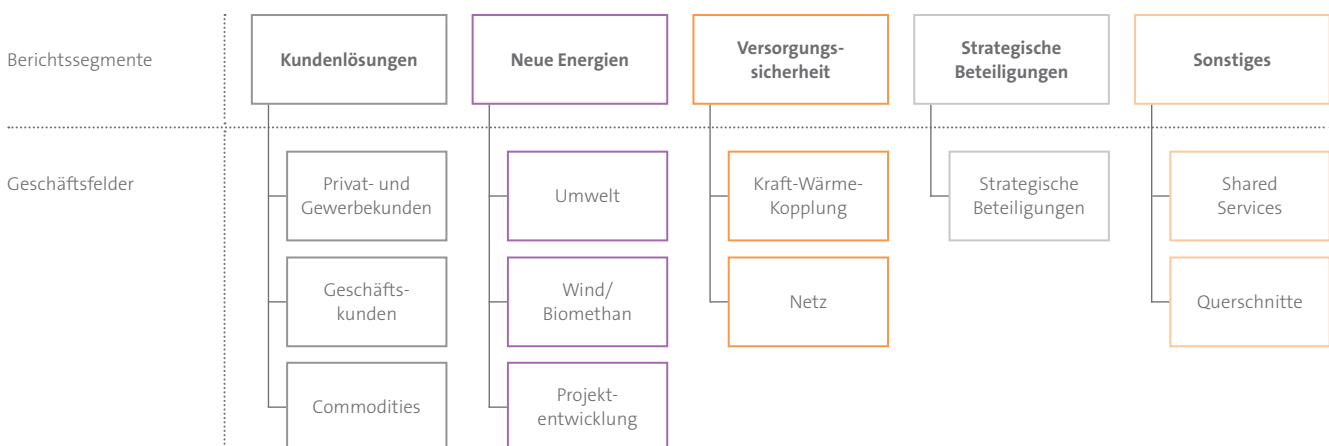 Berichtssegmente
Kundenlösungen
Neue Energien
Versorgungs-
sicherheit
Strategische
Beteiligungen
Sonstiges
Geschäftsfelder
Privat- und
Gewerbekunden
Umwelt
Kraft-Wärme-
Kopplung
Strategische
Beteiligungen
Shared
Services
Geschäfts-
kunden
Wind/
Biomethan
Netz
Querschnitte
Commodities
Projekt-
entwicklung